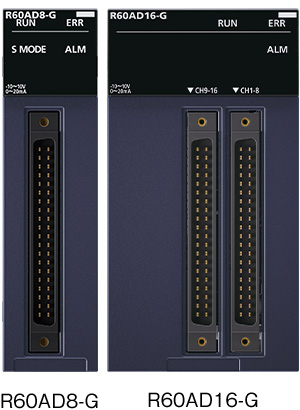 R60AD8-G
RUN ERR
S MODE ALM
-10~10V
0~20mA
R60AD16-G
RUN ERR
ALM
-10~10V
0~20mA
▼CH9-16 ▼CH1-8
R60AD8-G
R60AD16-G